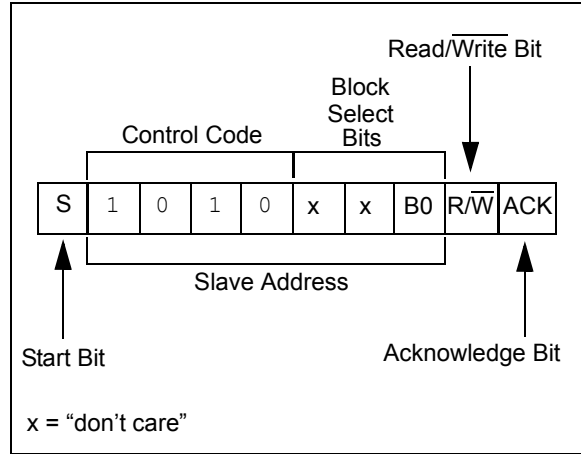 Read/Write Bit
Block
Select
Bits
Control Code
S 1 0 1 0 x x B0 R/W ACK
Slave Address
Start Bit
Acknowledge Bit
x = “don’t care”